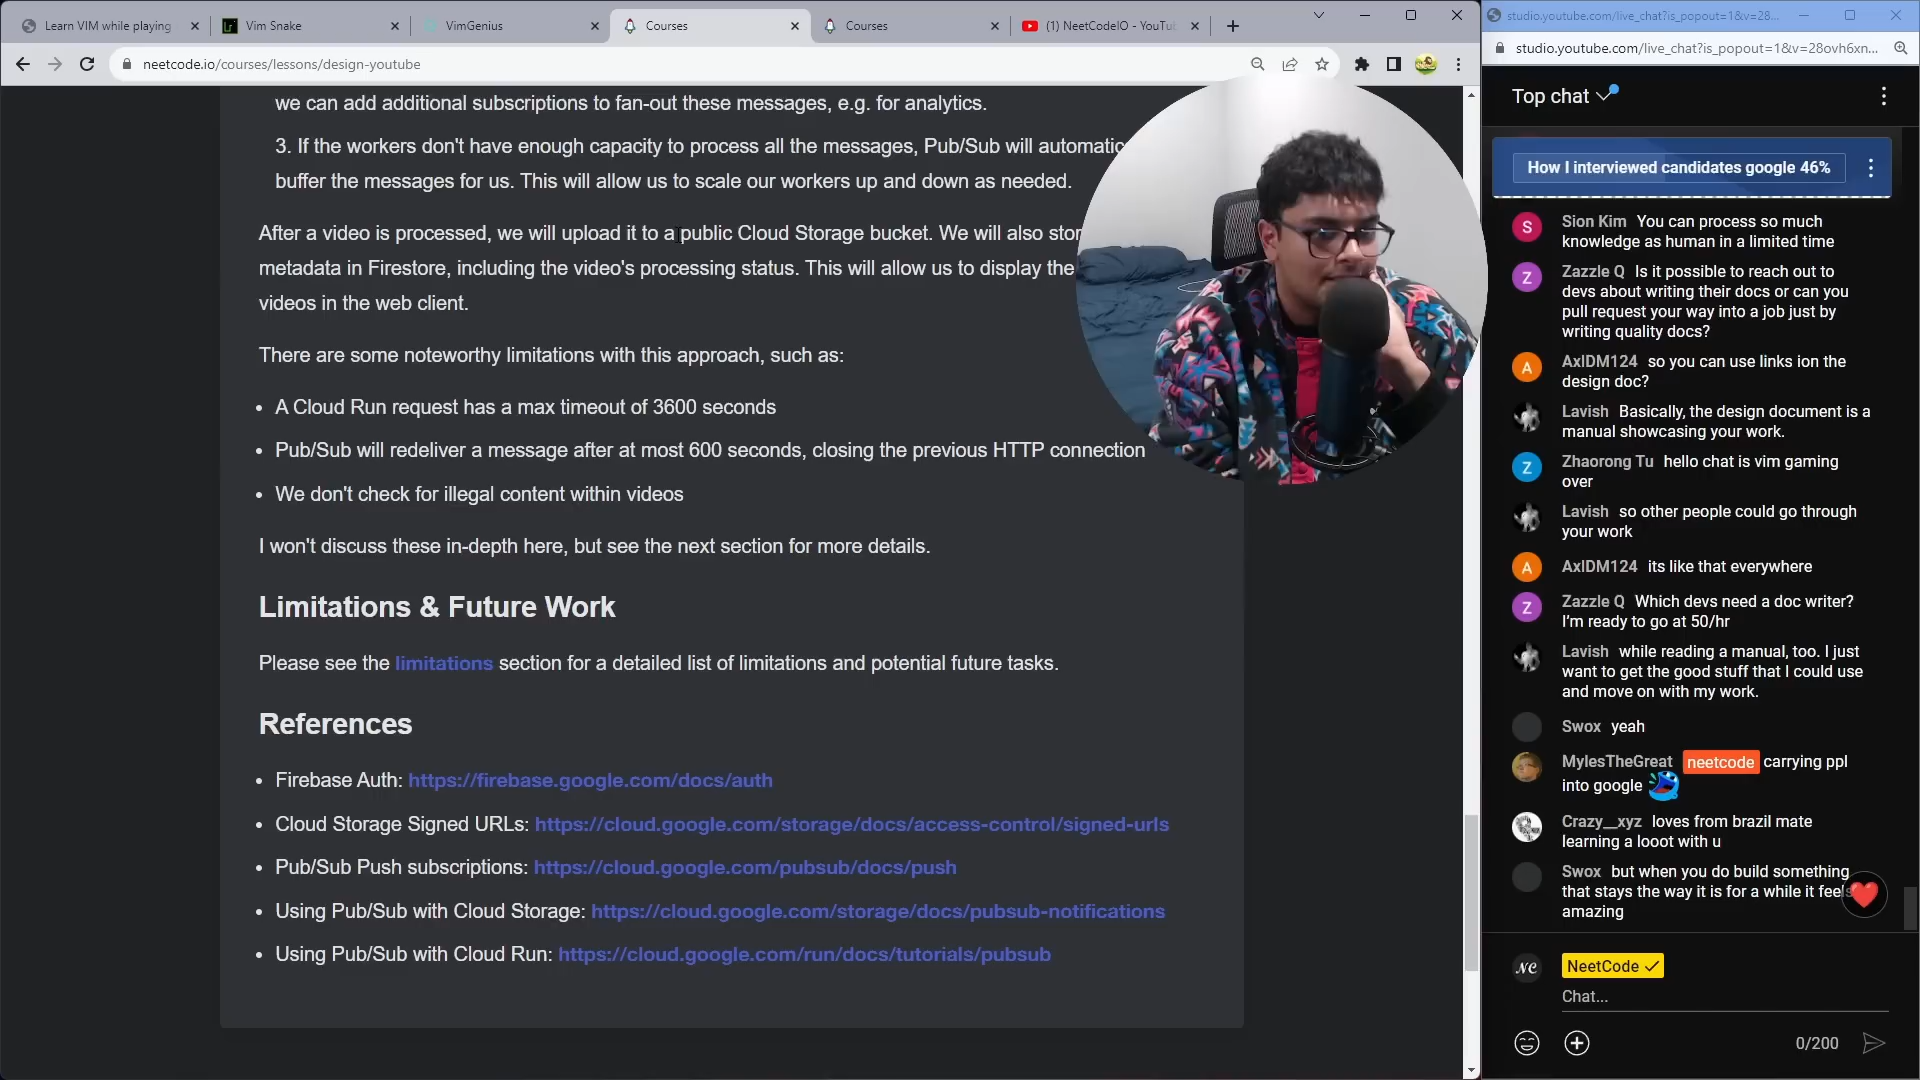 Learn VIM while playing
Vim Snake
VimGenius
Courses
Courses
(1) NeetCodeIO - YouTu
neetcode.io/courses/lessons/design-youtube
we can add additional subscriptions to fan-out these messages, e.g. for analytics.
3. If the workers don't have enough capacity to process all the messages, Pub/Sub will automatic
buffer the messages for us. This will allow us to scale our workers up and down as needed.
After a video is processed, we will upload it to a public Cloud Storage bucket. We will also stor
metadata in Firestore, including the video's processing status. This will allow us to display the
videos in the web client.
There are some noteworthy limitations with this approach, such as:
• A Cloud Run request has a max timeout of 3600 seconds
• Pub/Sub will redeliver a message after at most 600 seconds, closing the previous HTTP connection
• We don't check for illegal content within videos
I won't discuss these in-depth here, but see the next section for more details.
Limitations & Future Work
Please see the limitations section for a detailed list of limitations and potential future tasks.
References
• Firebase Auth: https://firebase.google.com/docs/auth
• Cloud Storage Signed URLs: https://cloud.google.com/storage/docs/access-control/signed-urls
• Pub/Sub Push subscriptions: https://cloud.google.com/pubsub/docs/push
• Using Pub/Sub with Cloud Storage: https://cloud.google.com/storage/docs/pubsub-notifications
• Using Pub/Sub with Cloud Run: https://cloud.google.com/run/docs/tutorials/pubsub
studio.youtube.com/live_chat?is_popout=1&v=28...
studio.youtube.com/live_chat?is_popout=1&v=28ovh6xn...
Top chat
How I interviewed candidates google 46%
S
Sion Kim You can process so much
knowledge as human in a limited time
Z
Zazzle Q Is it possible to reach out to
devs about writing their docs or can you
pull request your way into a job just by
writing quality docs?
A
AxlDM124 so you can use links ion the
design doc?
Lavish Basically, the design document is a
manual showcasing your work.
Z
Zhaorong Tu hello chat is vim gaming
over
Lavish so other people could go through
your work
A
AxlDM124 its like that everywhere
Z
Zazzle Q Which devs need a doc writer?
I'm ready to go at 50/hr
Lavish while reading a manual, too. I just
want to get the good stuff that I could use
and move on with my work.
Swox yeah
MylesTheGreat neetcode carrying ppl
into google
Crazy__xyz loves from brazil mate
learning a looot with u
Swox but when you do build something
that stays the way it is for a while it feel
amazing
NC
NeetCode
Chat...
0/200